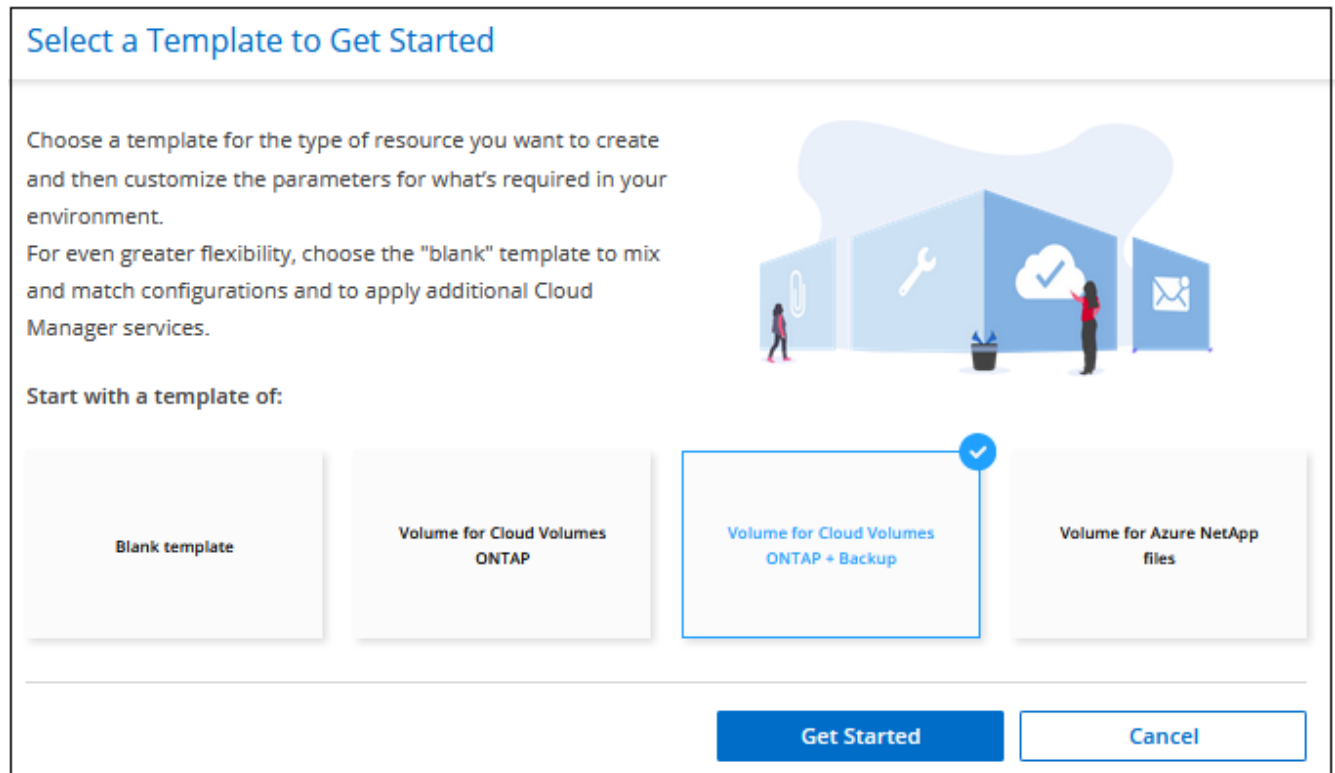 Select a Template to Get Started
Choose a template for the type of resource you want to create
and then customize the parameters for what's required in your
environment.
For even greater flexibility, choose the "blank" template to mix
and match configurations and to apply additional Cloud
Manager services.
Start with a template of:
Blank template
Volume for Cloud Volumes
ONTAP
Volume for Cloud Volumes
ONTAP + Backup
Volume for Azure NetApp
files
Get Started
Cancel